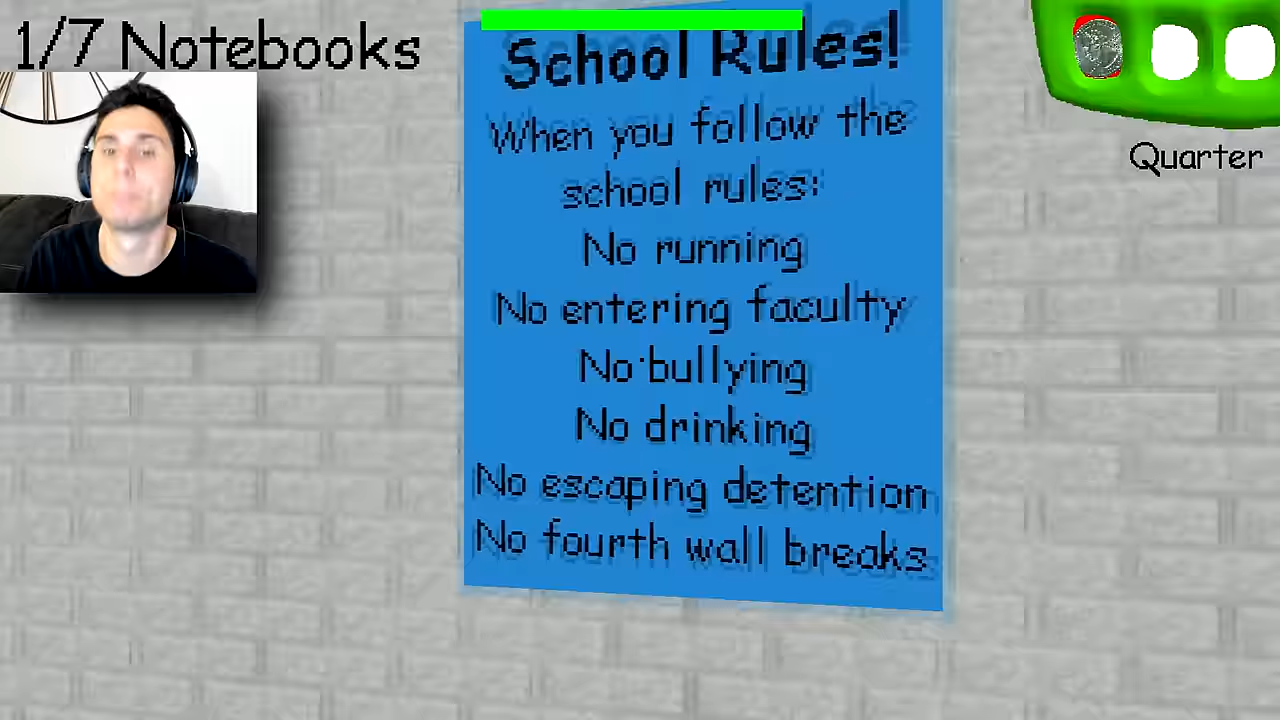 1/7 Notebooks
School Rules!
When you follow the
school rules:
No running
No entering faculty
No bullying
No drinking
No escaping detention
No fourth wall breaks
Quarter